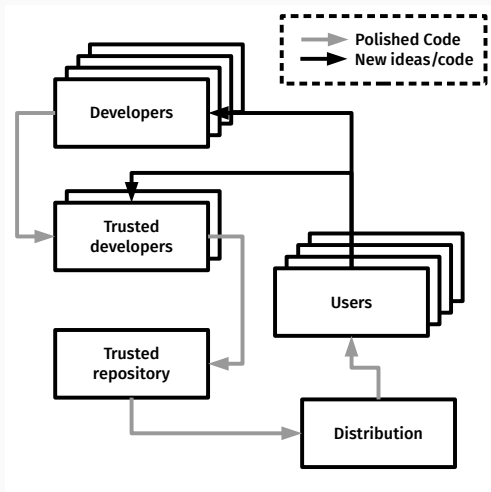 Polished Code
New ideas/code
Developers
Trusted
developers
Users
Trusted
repository
Distribution